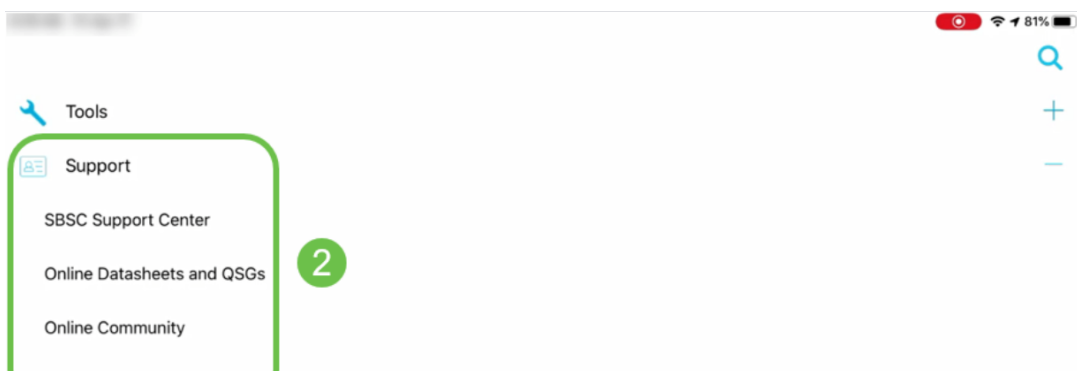 81%
Tools
Support
SBSC Support Center
Online Datasheets and QSGs
2
Online Community